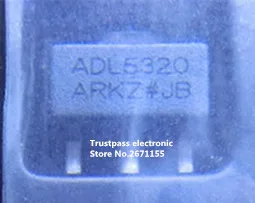 ADL5320
ARKZ#JB
Trustpass electronic
Store No.2671155